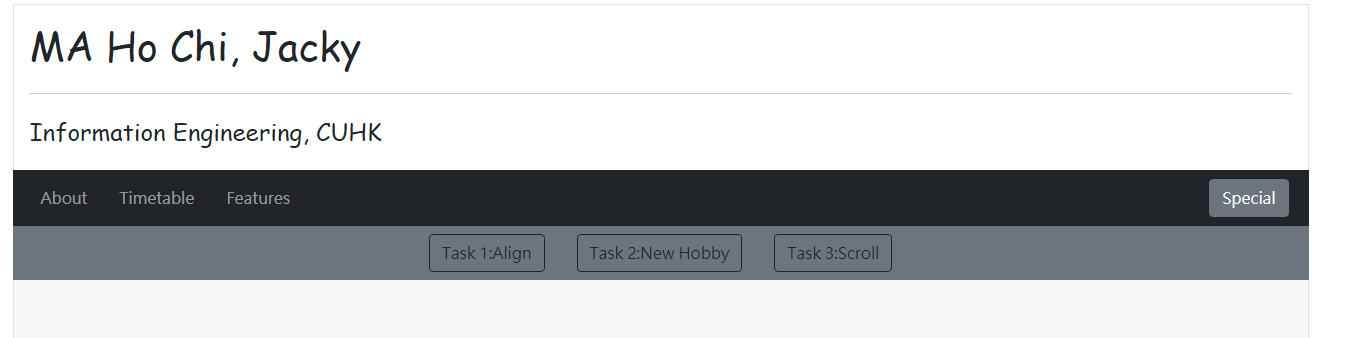 MA Ho Chi, Jacky
Information Engineering, CUHK
About Timetable Features Special
Task 1:Align Task 2:New Hobby Task 3:Scroll